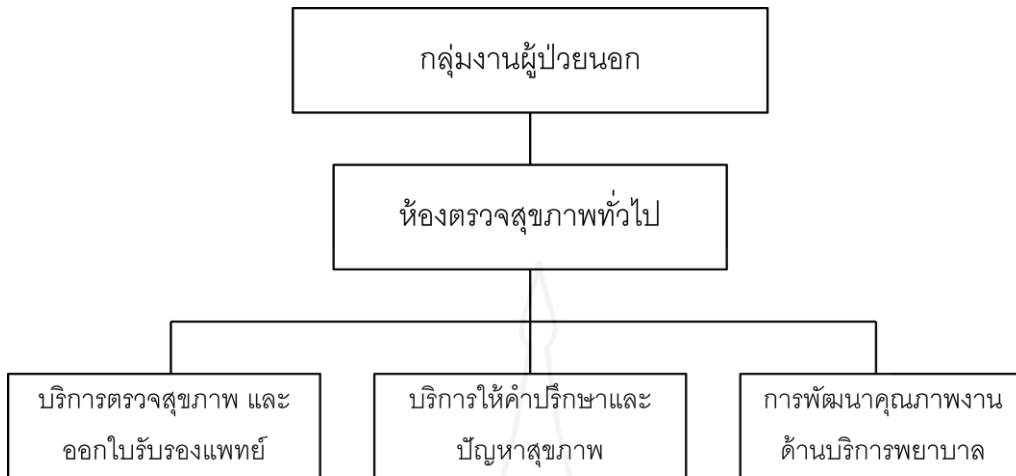 กลุ่มงานผู้ป่วยนอก
ห้องตรวจสุขภาพทั่วไป
บริการตรวจสุขภาพ และ
ออกใบรับรองแพทย์
บริการให้คำปรึกษาและ
ปัญหาสุขภาพ
การพัฒนาคุณภาพงาน
ด้านบริการพยาบาล